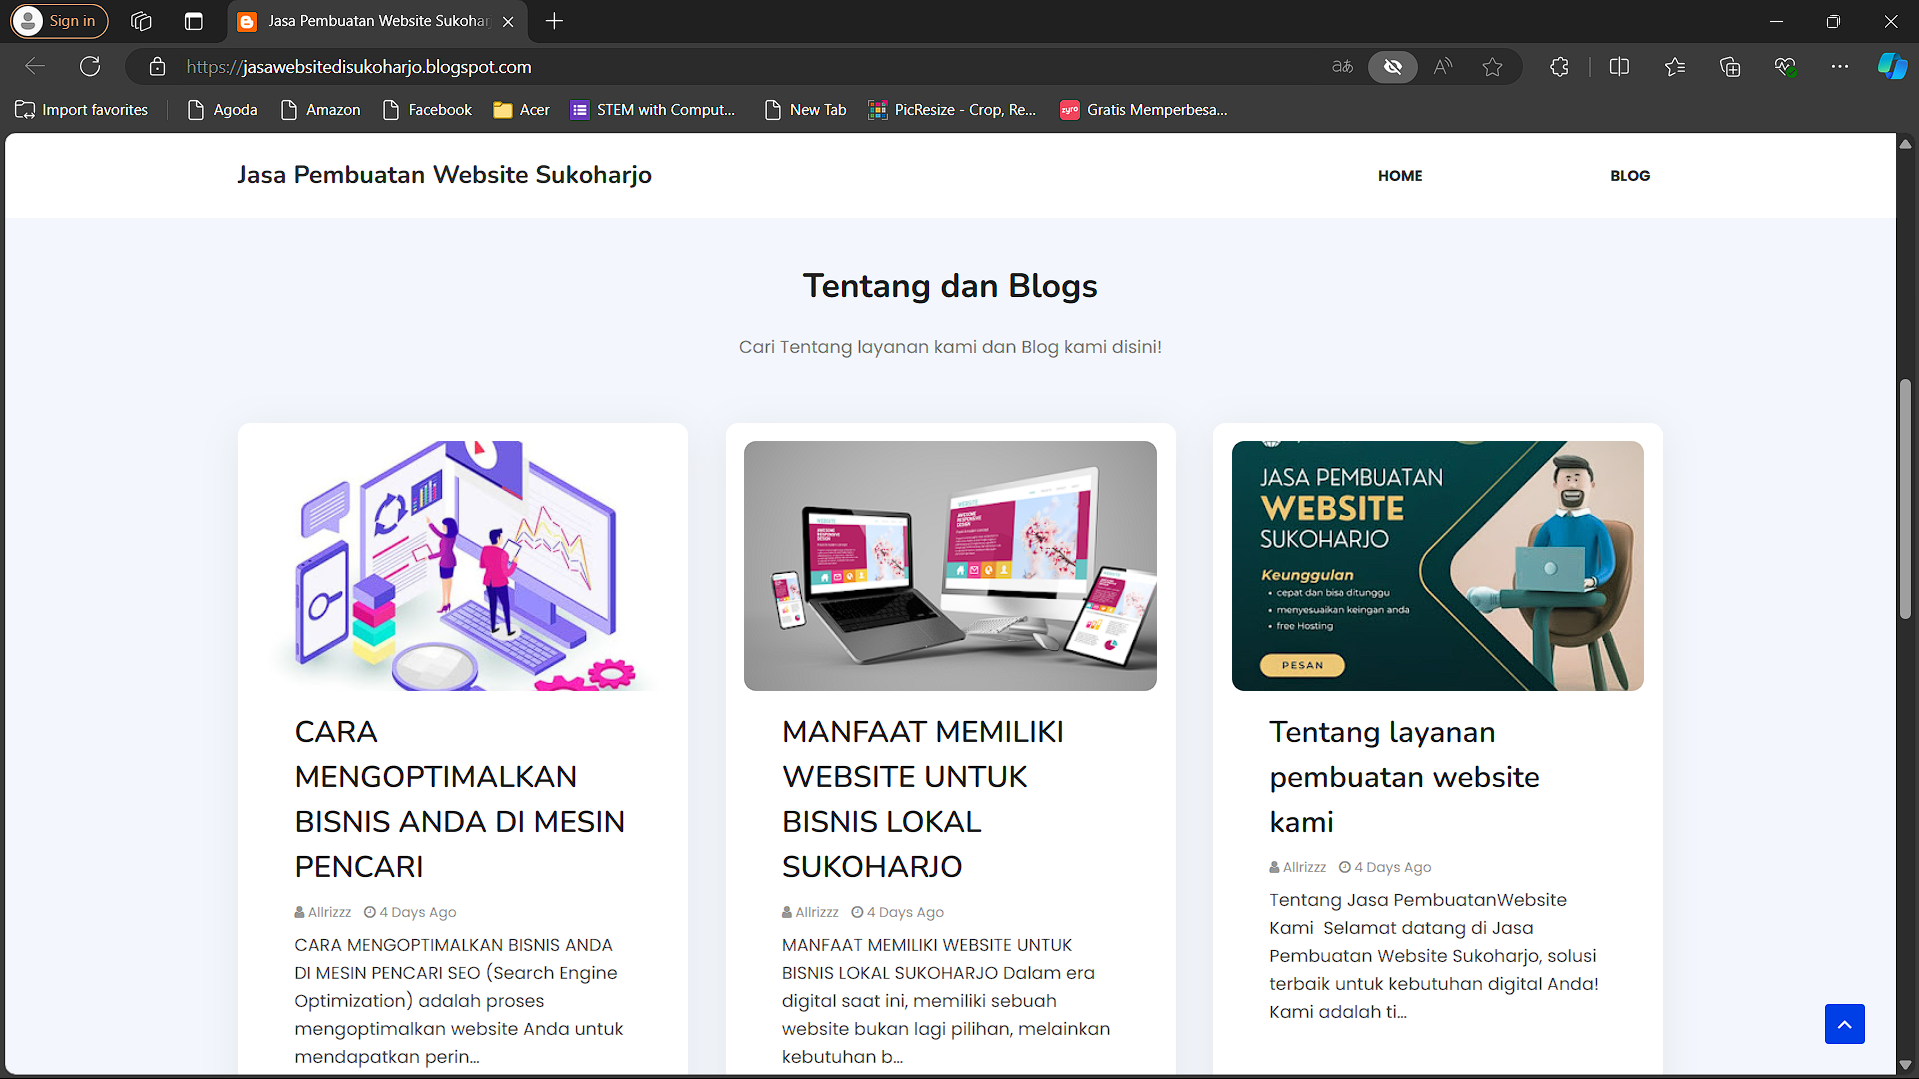 Sign in
Jasa Pembuatan Website Sukohar
https://jasawebsitedisukoharjo.blogspot.com
Import favorites
Agoda
Amazon
Facebook
Acer
STEM with Comput...
New Tab
PicResize - Crop, Re...
zyro
Gratis Memperbesa...
Jasa Pembuatan Website Sukoharjo
HOME
BLOG
Tentang dan Blogs
Cari Tentang layanan kami dan Blog kami disini!
CARA
MENGOPTIMALKAN
BISNIS ANDA DI MESIN
PENCARI
Allrizzz 4 Days Ago
CARA MENGOPTIMALKAN BISNIS ANDA
DI MESIN PENCARI SEO (Search Engine
Optimization) adalah proses
mengoptimalkan website Anda untuk
mendapatkan perin...
WEBSITE
AWESOME
RESPONSIVE
DESIGN
MANFAAT MEMILIKI
WEBSITE UNTUK
BISNIS LOKAL
SUKOHARJO
Allrizzz 4 Days Ago
MANFAAT MEMILIKI WEBSITE UNTUK
BISNIS LOKAL SUKOHARJO Dalam era
digital saat ini, memiliki sebuah
website bukan lagi pilihan, melainkan
kebutuhan b...
JASA PEMBUATAN
WEBSITE
SUKOHARJO
Keunggulan
• cepat dan bisa ditunggu
• menyesuaikan keingan anda
• free Hosting
PESAN
Tentang layanan
pembuatan website
kami
Allrizzz 4 Days Ago
Tentang Jasa PembuatanWebsite
Kami Selamat datang di Jasa
Pembuatan Website Sukoharjo, solusi
terbaik untuk kebutuhan digital Anda!
Kami adalah ti...